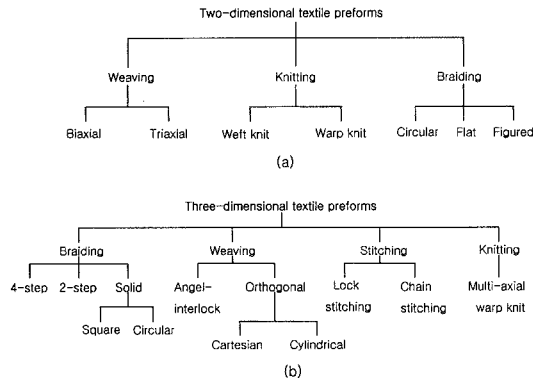 Two-dimensional textile preforms
Weaving Knitting Braiding
Biaxial Triaxial Weft knit Warp knit Circular Flat Figured
(a)
Three-dimensional textile preforms
Braiding Weaving Stitching Knitting
4-step 2-step Solid Angel- Orthogonal Lock Chain Multi-axial
interlock stitching stitching warp knit
Square Circular
Cartesian Cylindrical
(b)